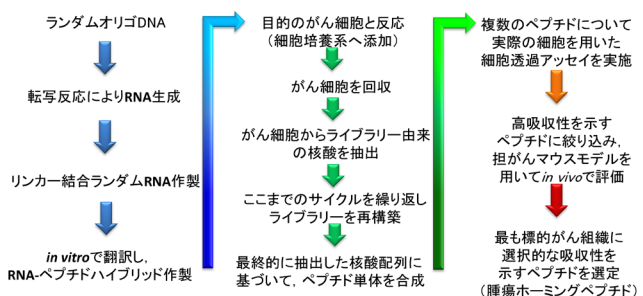 ランダムオリゴDNA
転写反応によりRNA生成
リンカー結合ランダムRNA作製
in vitroで翻訳し,
RNA-ペプチドハイブリッド作製
目的のがん細胞と反応
(細胞培養系へ添加)
がん細胞を回収
がん細胞からライブラリー由来
の核酸を抽出
ここまでのサイクルを繰り返し
ライブラリーを再構築
最終的に抽出した核酸配列に
基づいて, ペプチド単体を合成
複数のペプチドについて
実際の細胞を用いた
細胞透過アッセイを実施
高吸収性を示す
ペプチドに絞り込み,
担がんマウスモデルを
用いてin vivoで評価
最も標的がん組織に
選択的な吸収性を
示すペプチドを選定
(腫瘍ホーミングペプチド)